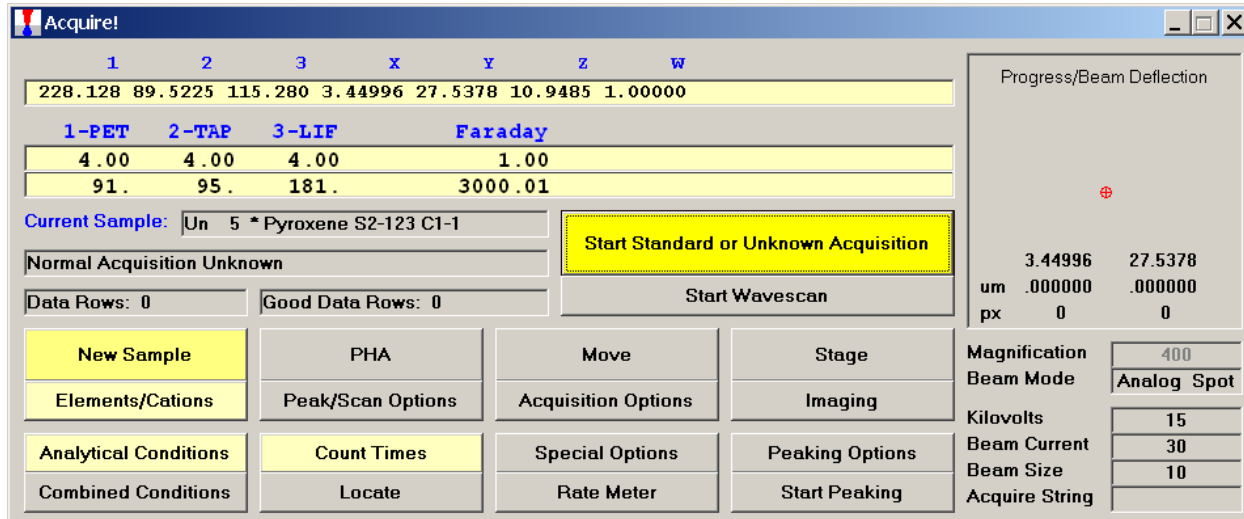 Acquire!
1 2 3 X Y Z W
228.128 89.5225 115.280 3.44996 27.5378 10.9485 1.00000
1-PET 2-TAP 3-LIF Faraday
4.00 4.00 4.00 1.00
91. 95. 181. 3000.01
Current Sample: Un 5 * Pyroxene S2-123 C1-1
Normal Acquisition Unknown
Data Rows: 0 Good Data Rows: 0
Start Standard or Unknown Acquisition
Start Wavescan
New Sample PHA Move Stage
Elements/Cations Peak/Scan Options Acquisition Options Imaging
Analytical Conditions Count Times Special Options Peaking Options
Combined Conditions Locate Rate Meter Start Peaking
Progress/Beam Deflection
3.44996 27.5378
um .000000 .000000
px 0 0
Magnification 400
Beam Mode Analog Spot
Kilovolts 15
Beam Current 30
Beam Size 10
Acquire String